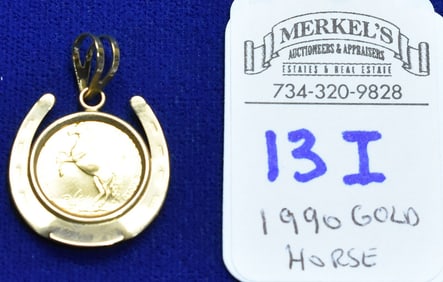 MERKEL'S
AUCTIONEERS & APPRAISERS
ESTATES & REAL ESTATE
734-320-9828
13 I
1990 GOLD
HORSE